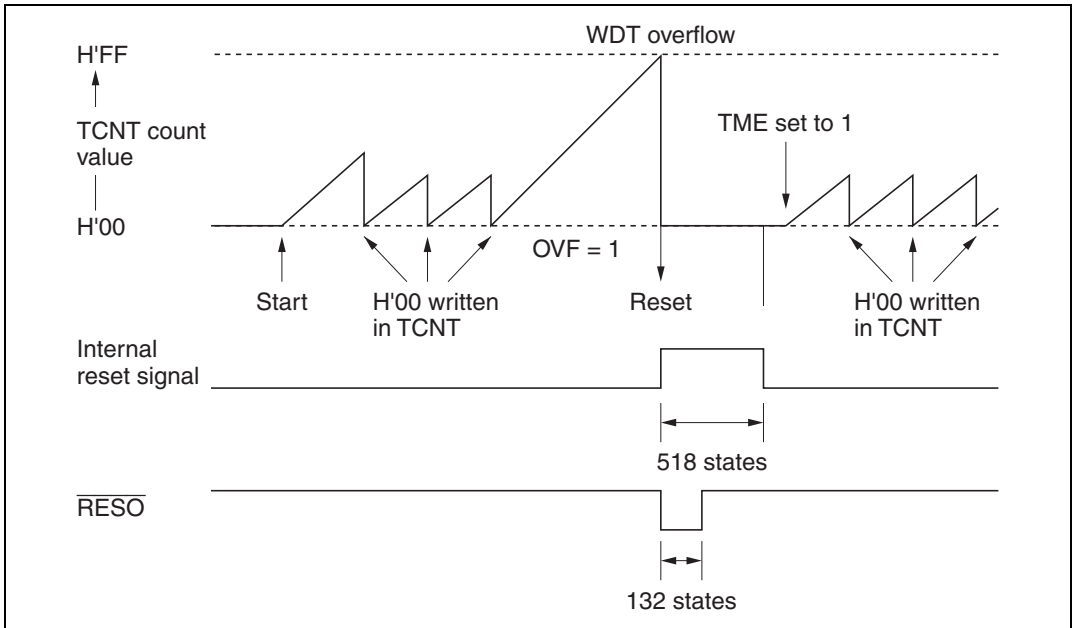 WDT overflow
H'FF
TME set to 1
TCNT count
value
H'00
OVF = 1
Start
H'00 written
in TCNT
Reset
H'00 written
in TCNT
Internal
reset signal
518 states
RESO
132 states